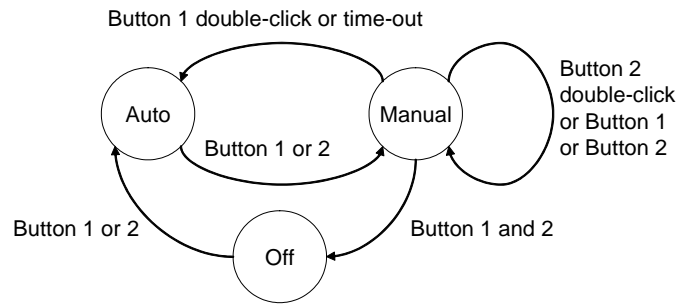 Button 1 double-click or time-out
Auto
Manual
Button 2
double-click
or Button 1
or Button 2
Button 1 or 2
Button 1 or 2
Button 1 and 2
Off